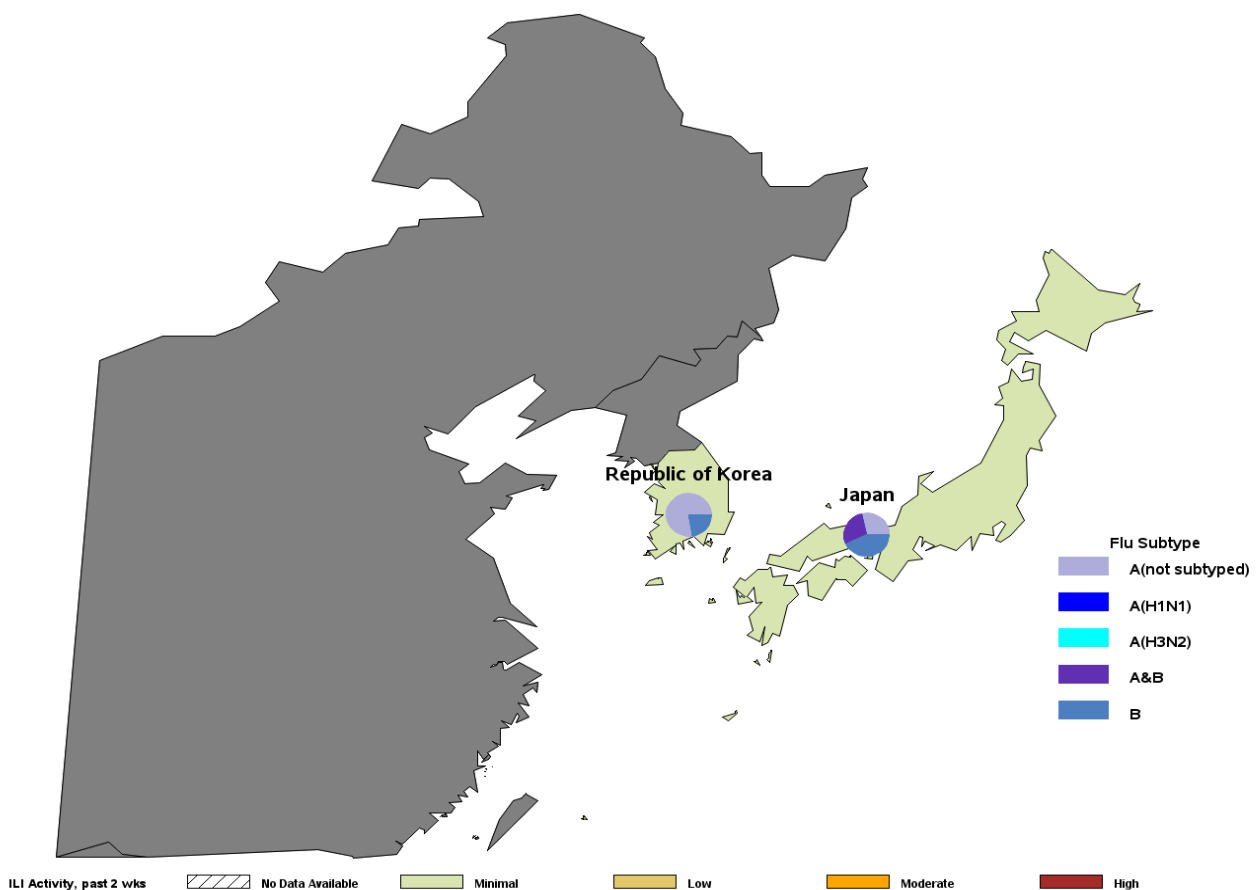 Republic of Korea
Japan
Flu Subtype
A(not subtyped)
A(H1N1)
A(H3N2)
A&B
B
ILI Activity, past 2 wks No Data Available Minimal Low Moderate High